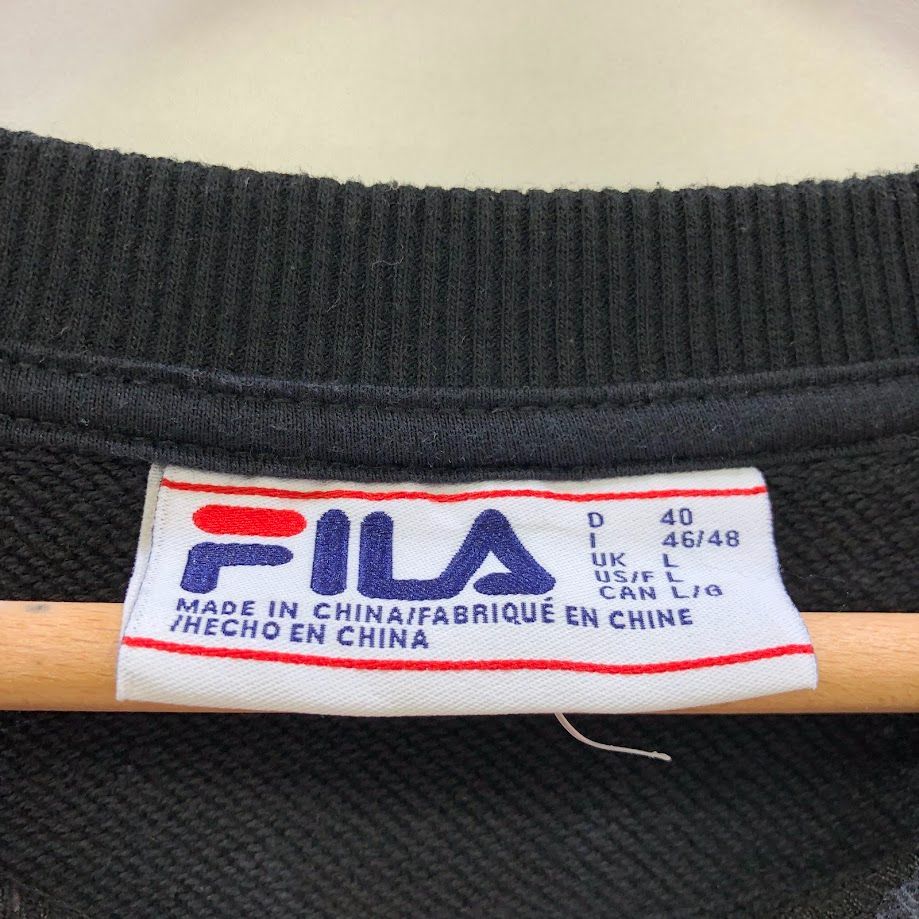 FILA
D 40
I 46/48
UK L
US/F L
CAN L/G
MADE IN CHINA/FABRIQUÉ EN CHINE
/HECHO EN CHINA